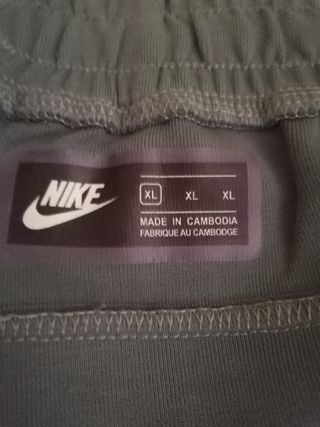 NIKE
XL XL XL
MADE IN CAMBODIA
FABRIQUE AU CAMBODGE